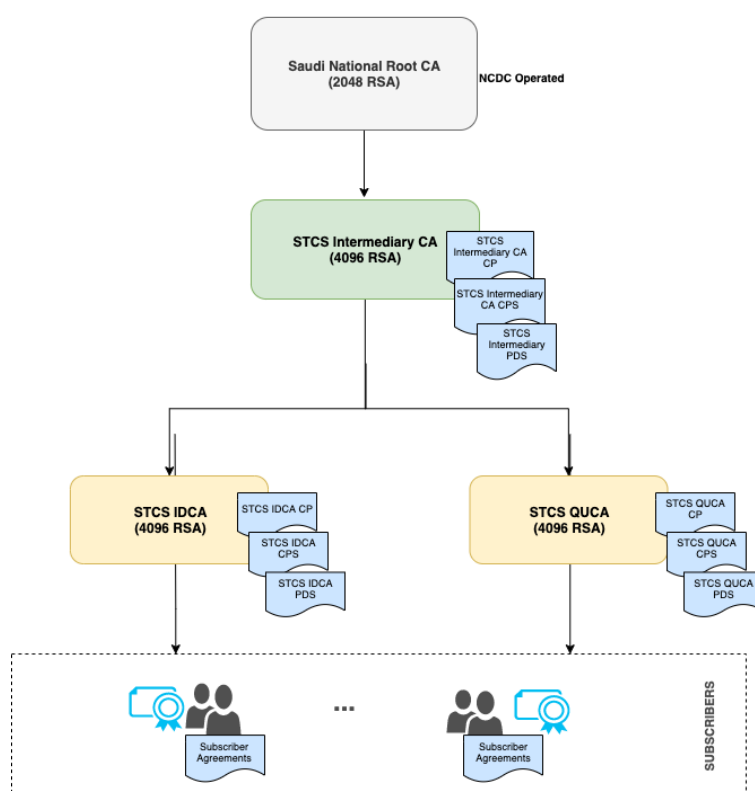 Saudi National Root CA
(2048 RSA)
NCDC Operated
STCS Intermediary CA
(4096 RSA)
STCS
Intermediary CA
CP
STCS Intermediary
CA CPS
STCS
Intermediary
PDS
STCS IDCA
(4096 RSA)
STCS IDCA CP
STCS IDCA
CPS
STCS IDCA
PDS
STCS QUCA
(4096 RSA)
STCS QUCA
CP
STCS QUCA
CPS
STCS QUCA
PDS
Subscriber
Agreements
...
Subscriber
Agreements
SUBSCRIBERS